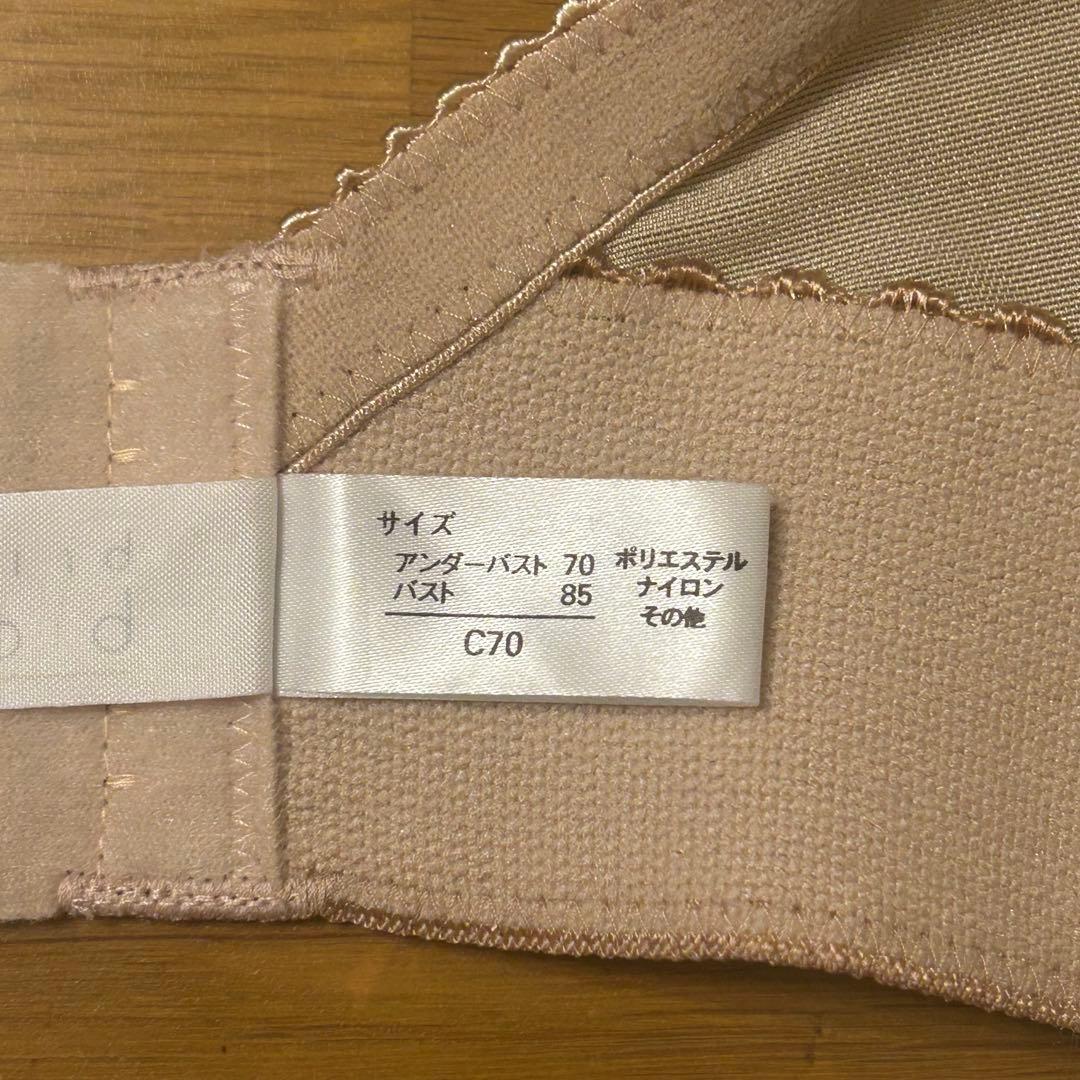 サイズ
アンダーバスト 70
バスト 85
C70
ポリエステル
ナイロン
その他